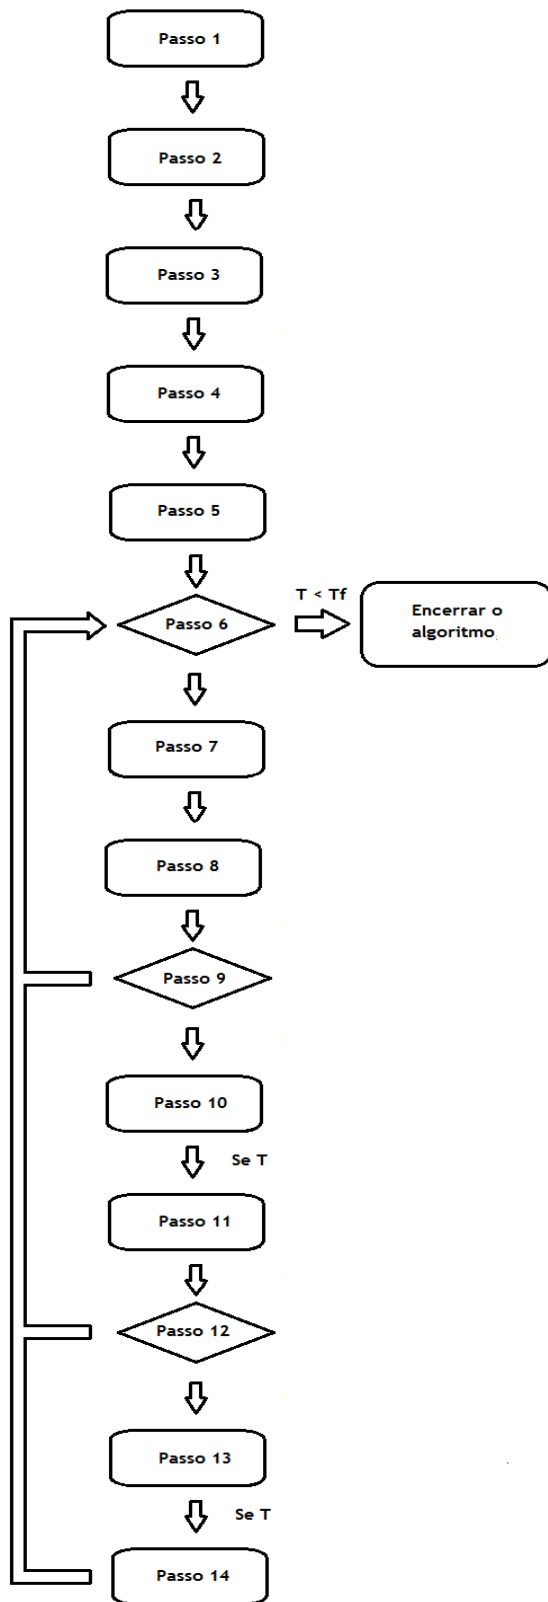 Passo 1
Passo 2
Passo 3
Passo 4
Passo 5
Passo 6
T < Tf
Encerrar o
algoritmo
Passo 7
Passo 8
Passo 9
Passo 10
Se T
Passo 11
Passo 12
Passo 13
Se T
Passo 14